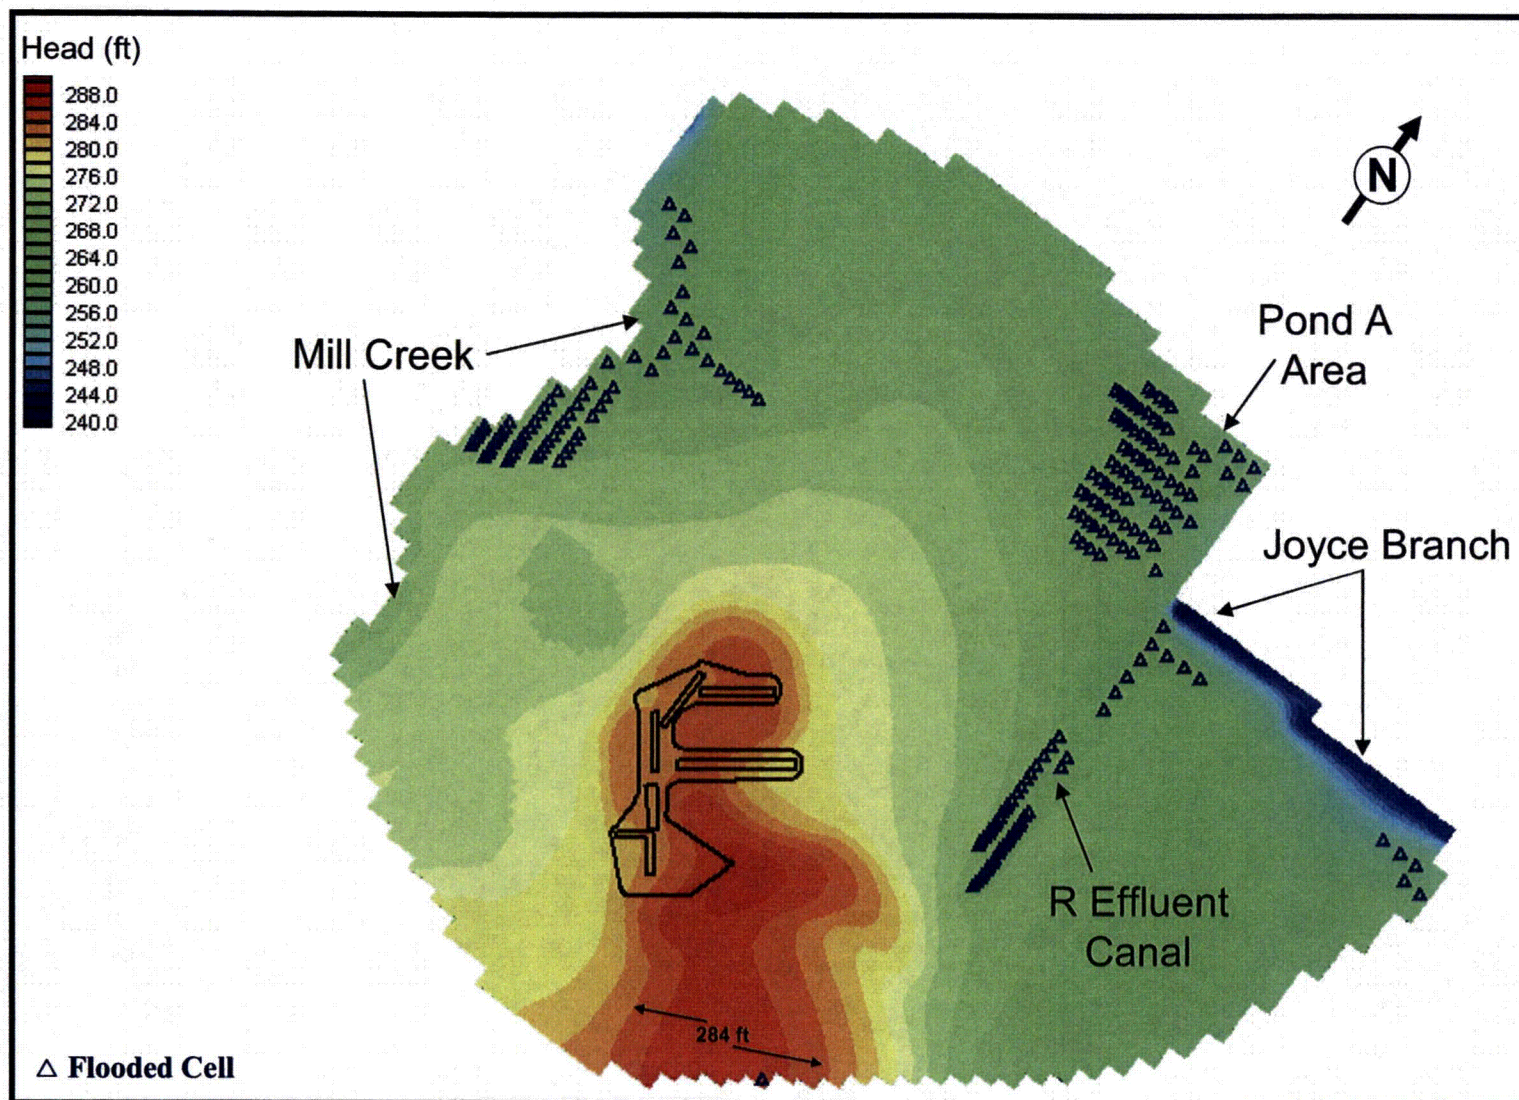 Head (ft)
288.0
284.0
280.0
276.0
272.0
268.0
264.0
260.0
256.0
252.0
248.0
244.0
240.0
N
Pond A
Area
Mill Creek
Joyce Branch
R Effluent
Canal
284 ft
Flooded Cell